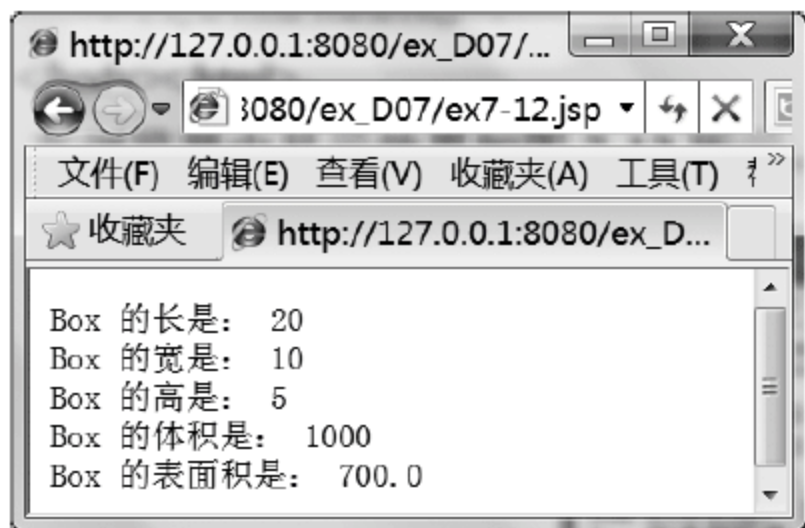 http://127.0.0.1:8080/ex_D07/...
:8080/ex_D07/ex7-12.jsp
文件(F) 编辑(E) 查看(V) 收藏夹(A) 工具(T)
收藏夹 http://127.0.0.1:8080/ex_D...
Box 的长是： 20
Box 的宽是： 10
Box 的高是： 5
Box 的体积是： 1000
Box 的表面积是： 700.0